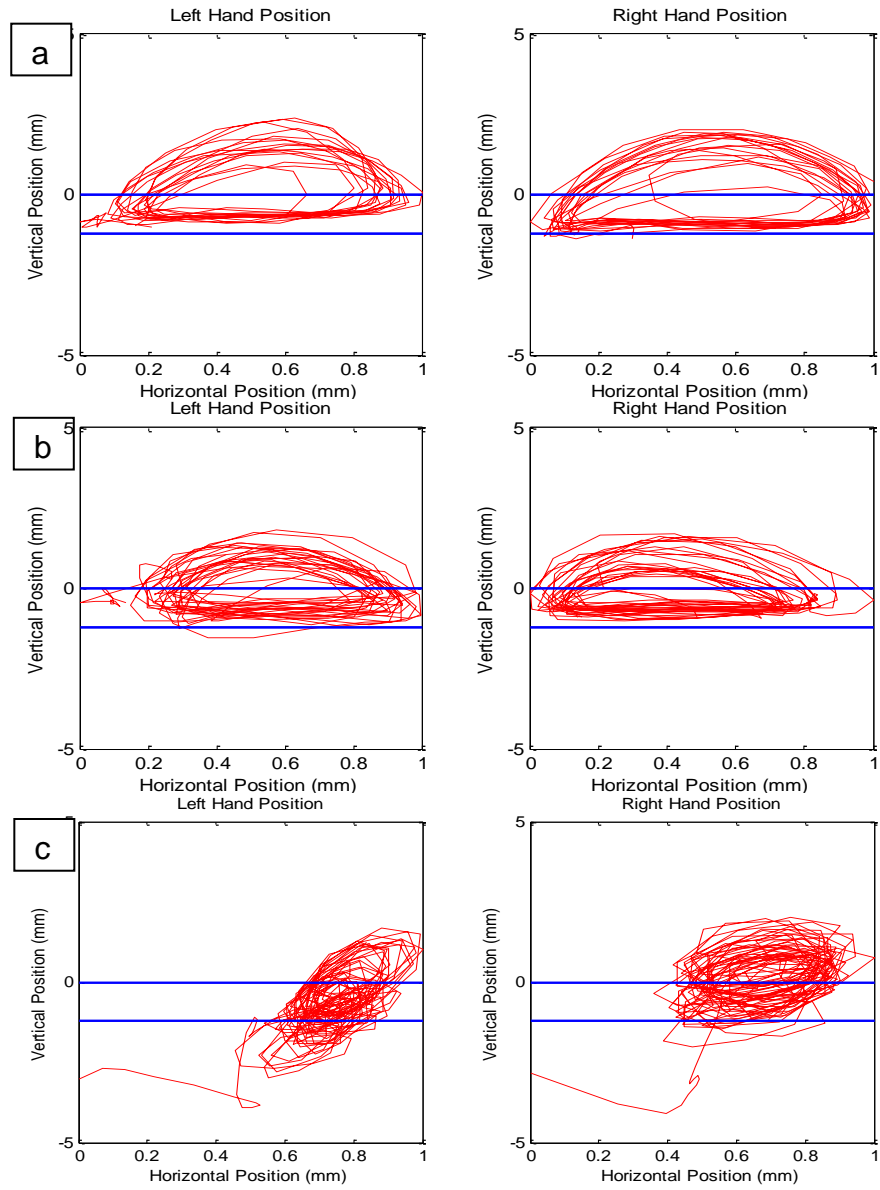 Left Hand Position
Right Hand Position
a
5
0
-5
Vertical Position (mm)
0 0.2 0.4 0.6 0.8 1
Horizontal Position (mm)
5
0
-5
Vertical Position (mm)
0 0.2 0.4 0.6 0.8 1
Horizontal Position (mm)
Left Hand Position
Right Hand Position
b
5
0
-5
Vertical Position (mm)
0 0.2 0.4 0.6 0.8 1
Horizontal Position (mm)
5
0
-5
Vertical Position (mm)
0 0.2 0.4 0.6 0.8 1
Horizontal Position (mm)
Left Hand Position
Right Hand Position
c
0
-5
Vertical Position (mm)
0 0.2 0.4 0.6 0.8 1
Horizontal Position (mm)
5
0
-5
Vertical Position (mm)
0 0.2 0.4 0.6 0.8 1
Horizontal Position (mm)